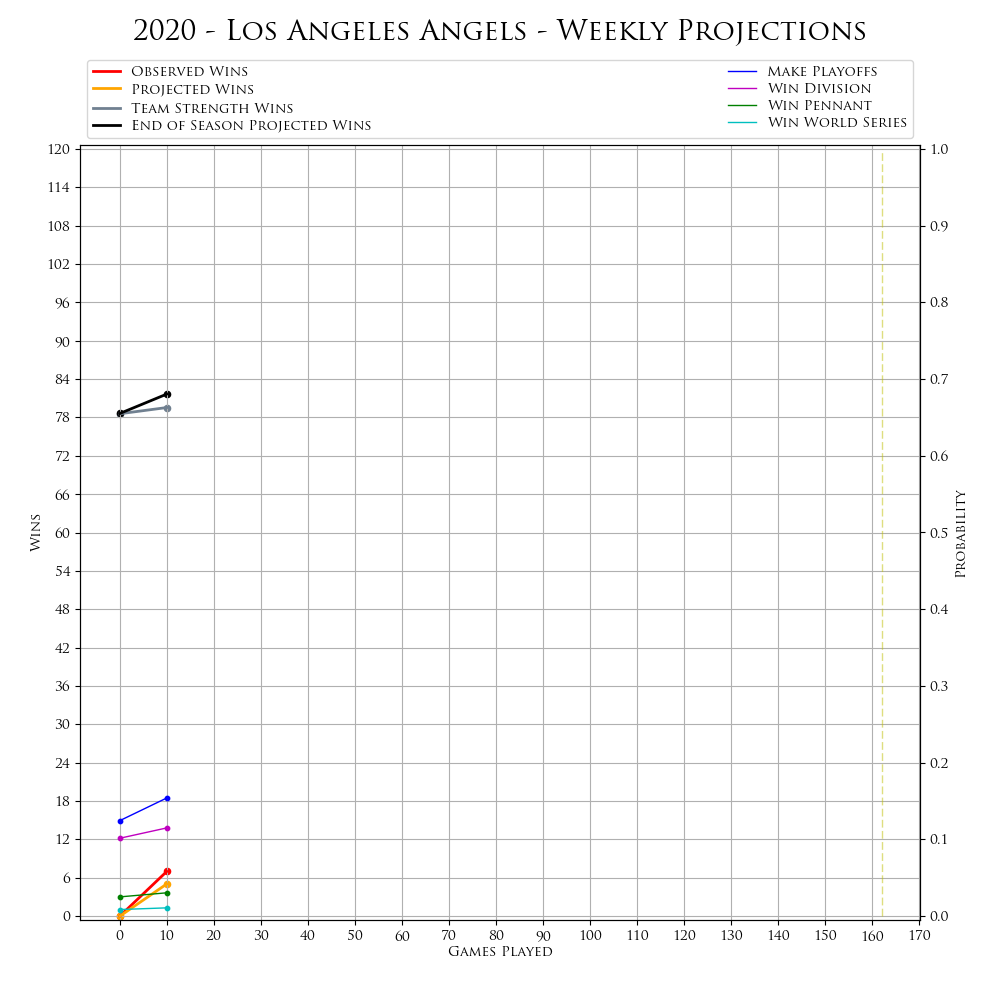 2020 - Los Angeles Angels - Weekly Projections
Observed Wins
Projected Wins
Team Strength Wins
End of Season Projected Wins
Make Playoffs
Win Division
Win Pennant
Win World Series
120
114
108
102
96
90
84
78
72
66
60
54
48
42
36
30
24
18
12
6
0
Wins
1.0
0.9
0.8
0.7
0.6
0.5
0.4
0.3
0.2
0.1
0.0
Probability
0 10 20 30 40 50 60 70 80 90 100 110 120 130 140 150 160 170
Games Played